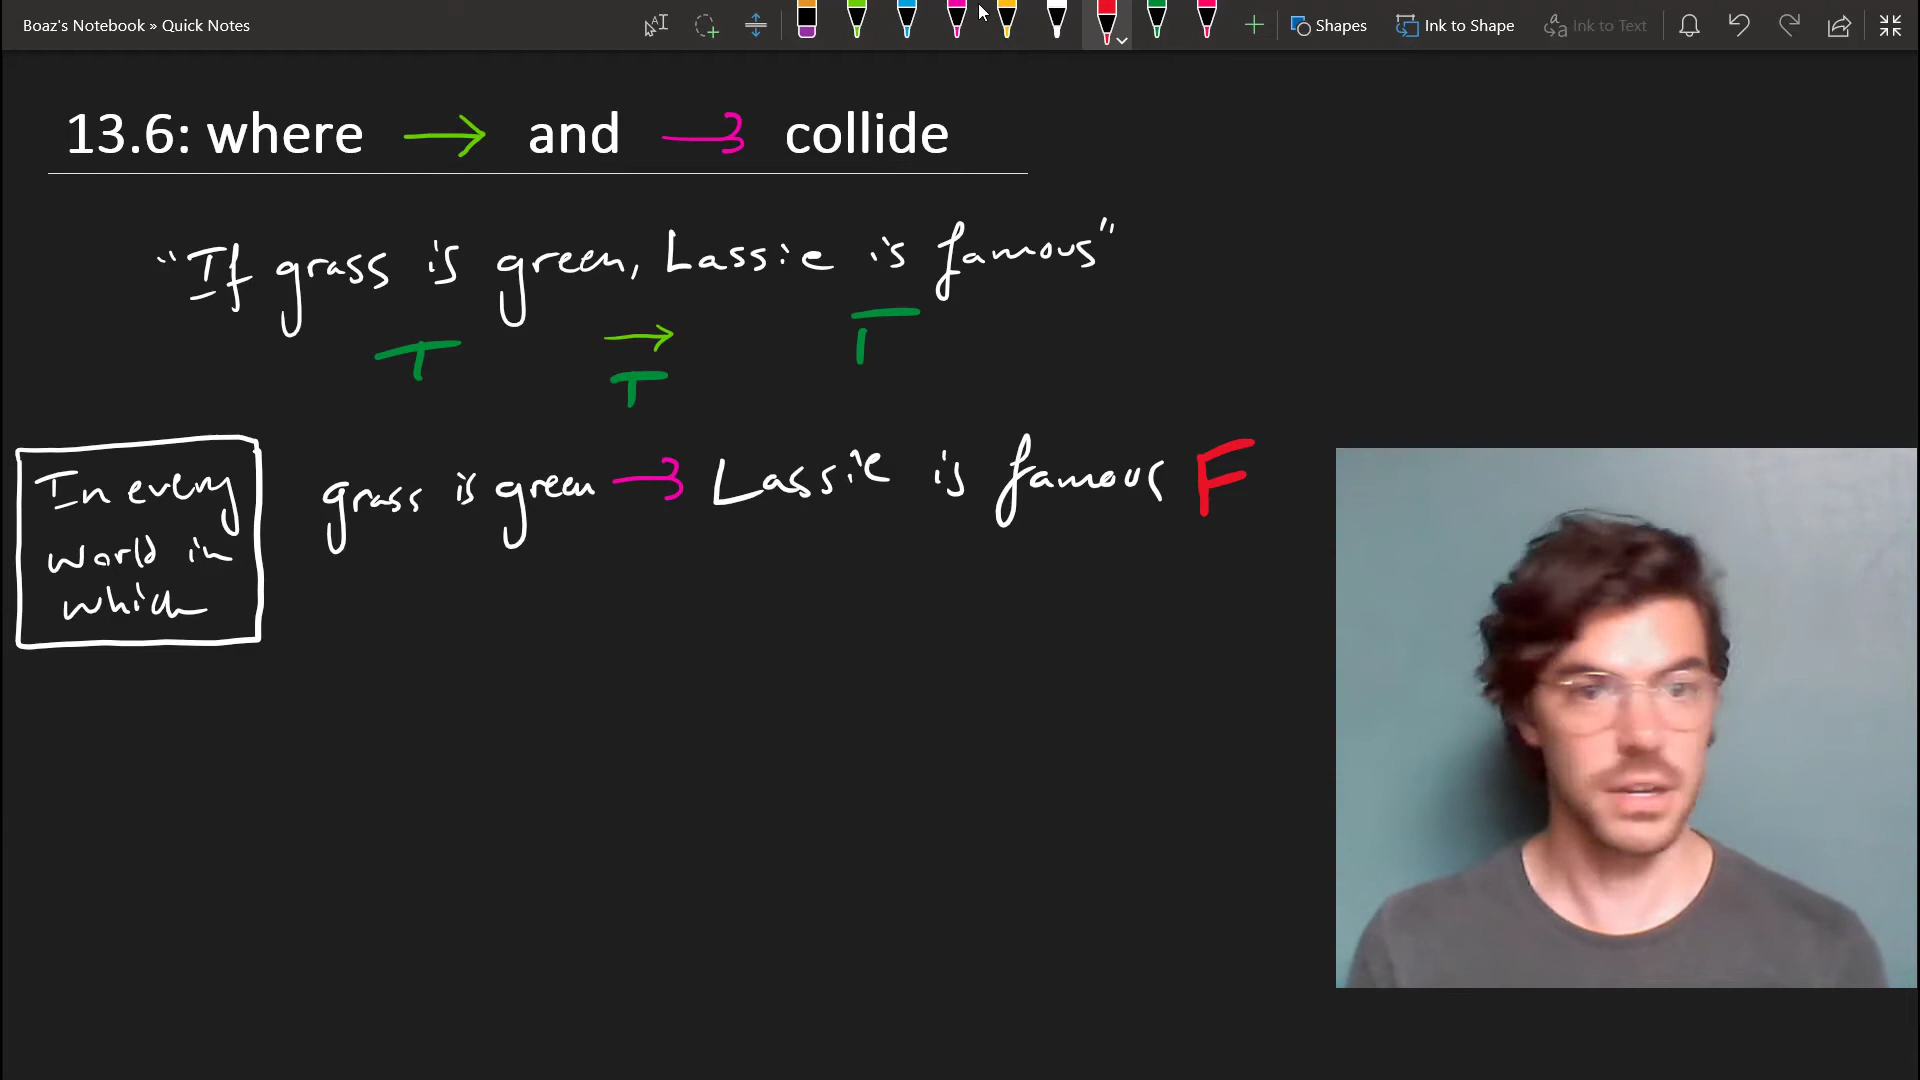 Boaz's Notebook » Quick Notes
Shapes
Ink to Shape
Ink to Text
13.6: where → and ⥽ collide
"If grass is green, Lassie is famous"
T → T
T
In every
world in
which
grass is green ⥽ Lassie is famous F